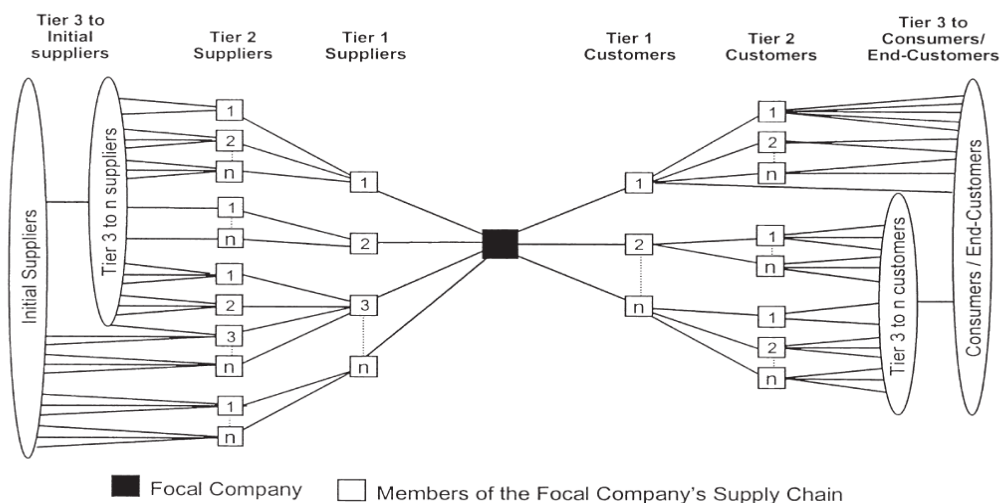 Tier 3 to
Initial
suppliers
Tier 2
Suppliers
Tier 1
Suppliers
Tier 1
Customers
Tier 2
Customers
Tier 3 to
Consumers/
End-Customers
Initial Suppliers
Tier 3 to n suppliers
1
2
n
1
n
1
2
3
n
1
n
1
2
3
n
1
2
n
1
2
n
1
n
1
2
n
Tier 3 to n customers
Consumers / End-Customers
Focal Company
Members of the Focal Company's Supply Chain